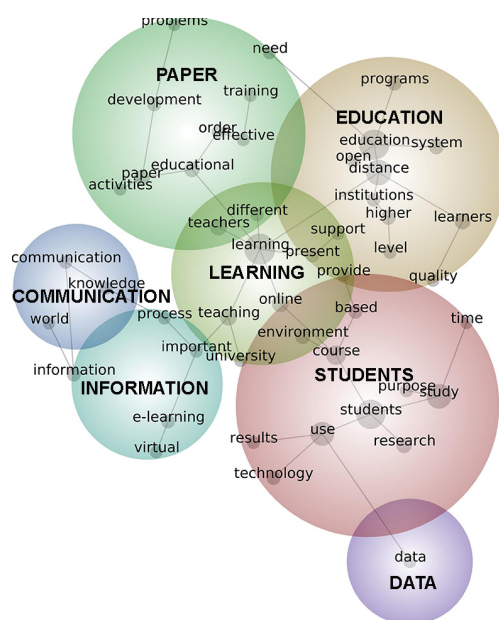 problems
need
PAPER
programs
training
development
EDUCATION
order
effective
education
system
open
educational
distance
paper
activities
institutions
different
higher
learners
teachers
support
learning
present
level
communication
LEARNING
provide
quality
knowledge
COMMUNICATION
online
process
teaching
based
world
time
environment
important
course
university
information
STUDENTS
INFORMATION
purpose
study
students
e-learning
use
results
research
virtual
technology
data
DATA